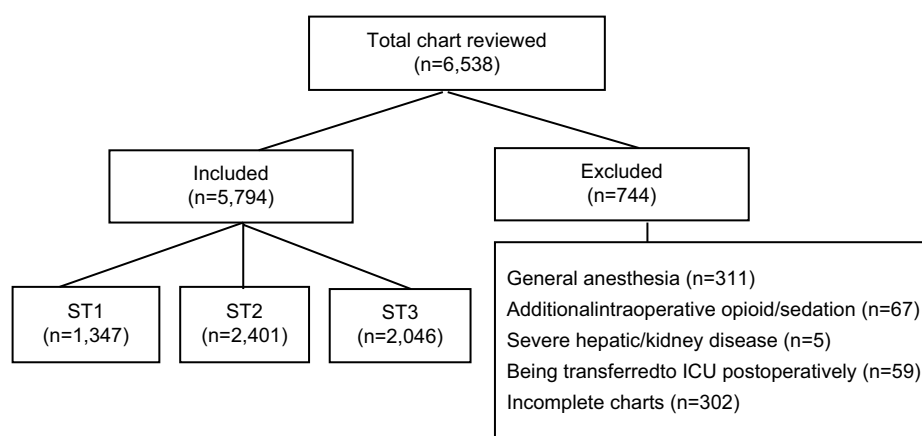 Total chart reviewed
(n=6,538)
Included
(n=5,794)
Excluded
(n=744)
ST1
(n=1,347)
ST2
(n=2,401)
ST3
(n=2,046)
General anesthesia (n=311)
Additionalintraoperative opioid/sedation (n=67)
Severe hepatic/kidney disease (n=5)
Being transferredto ICU postoperatively (n=59)
Incomplete charts (n=302)